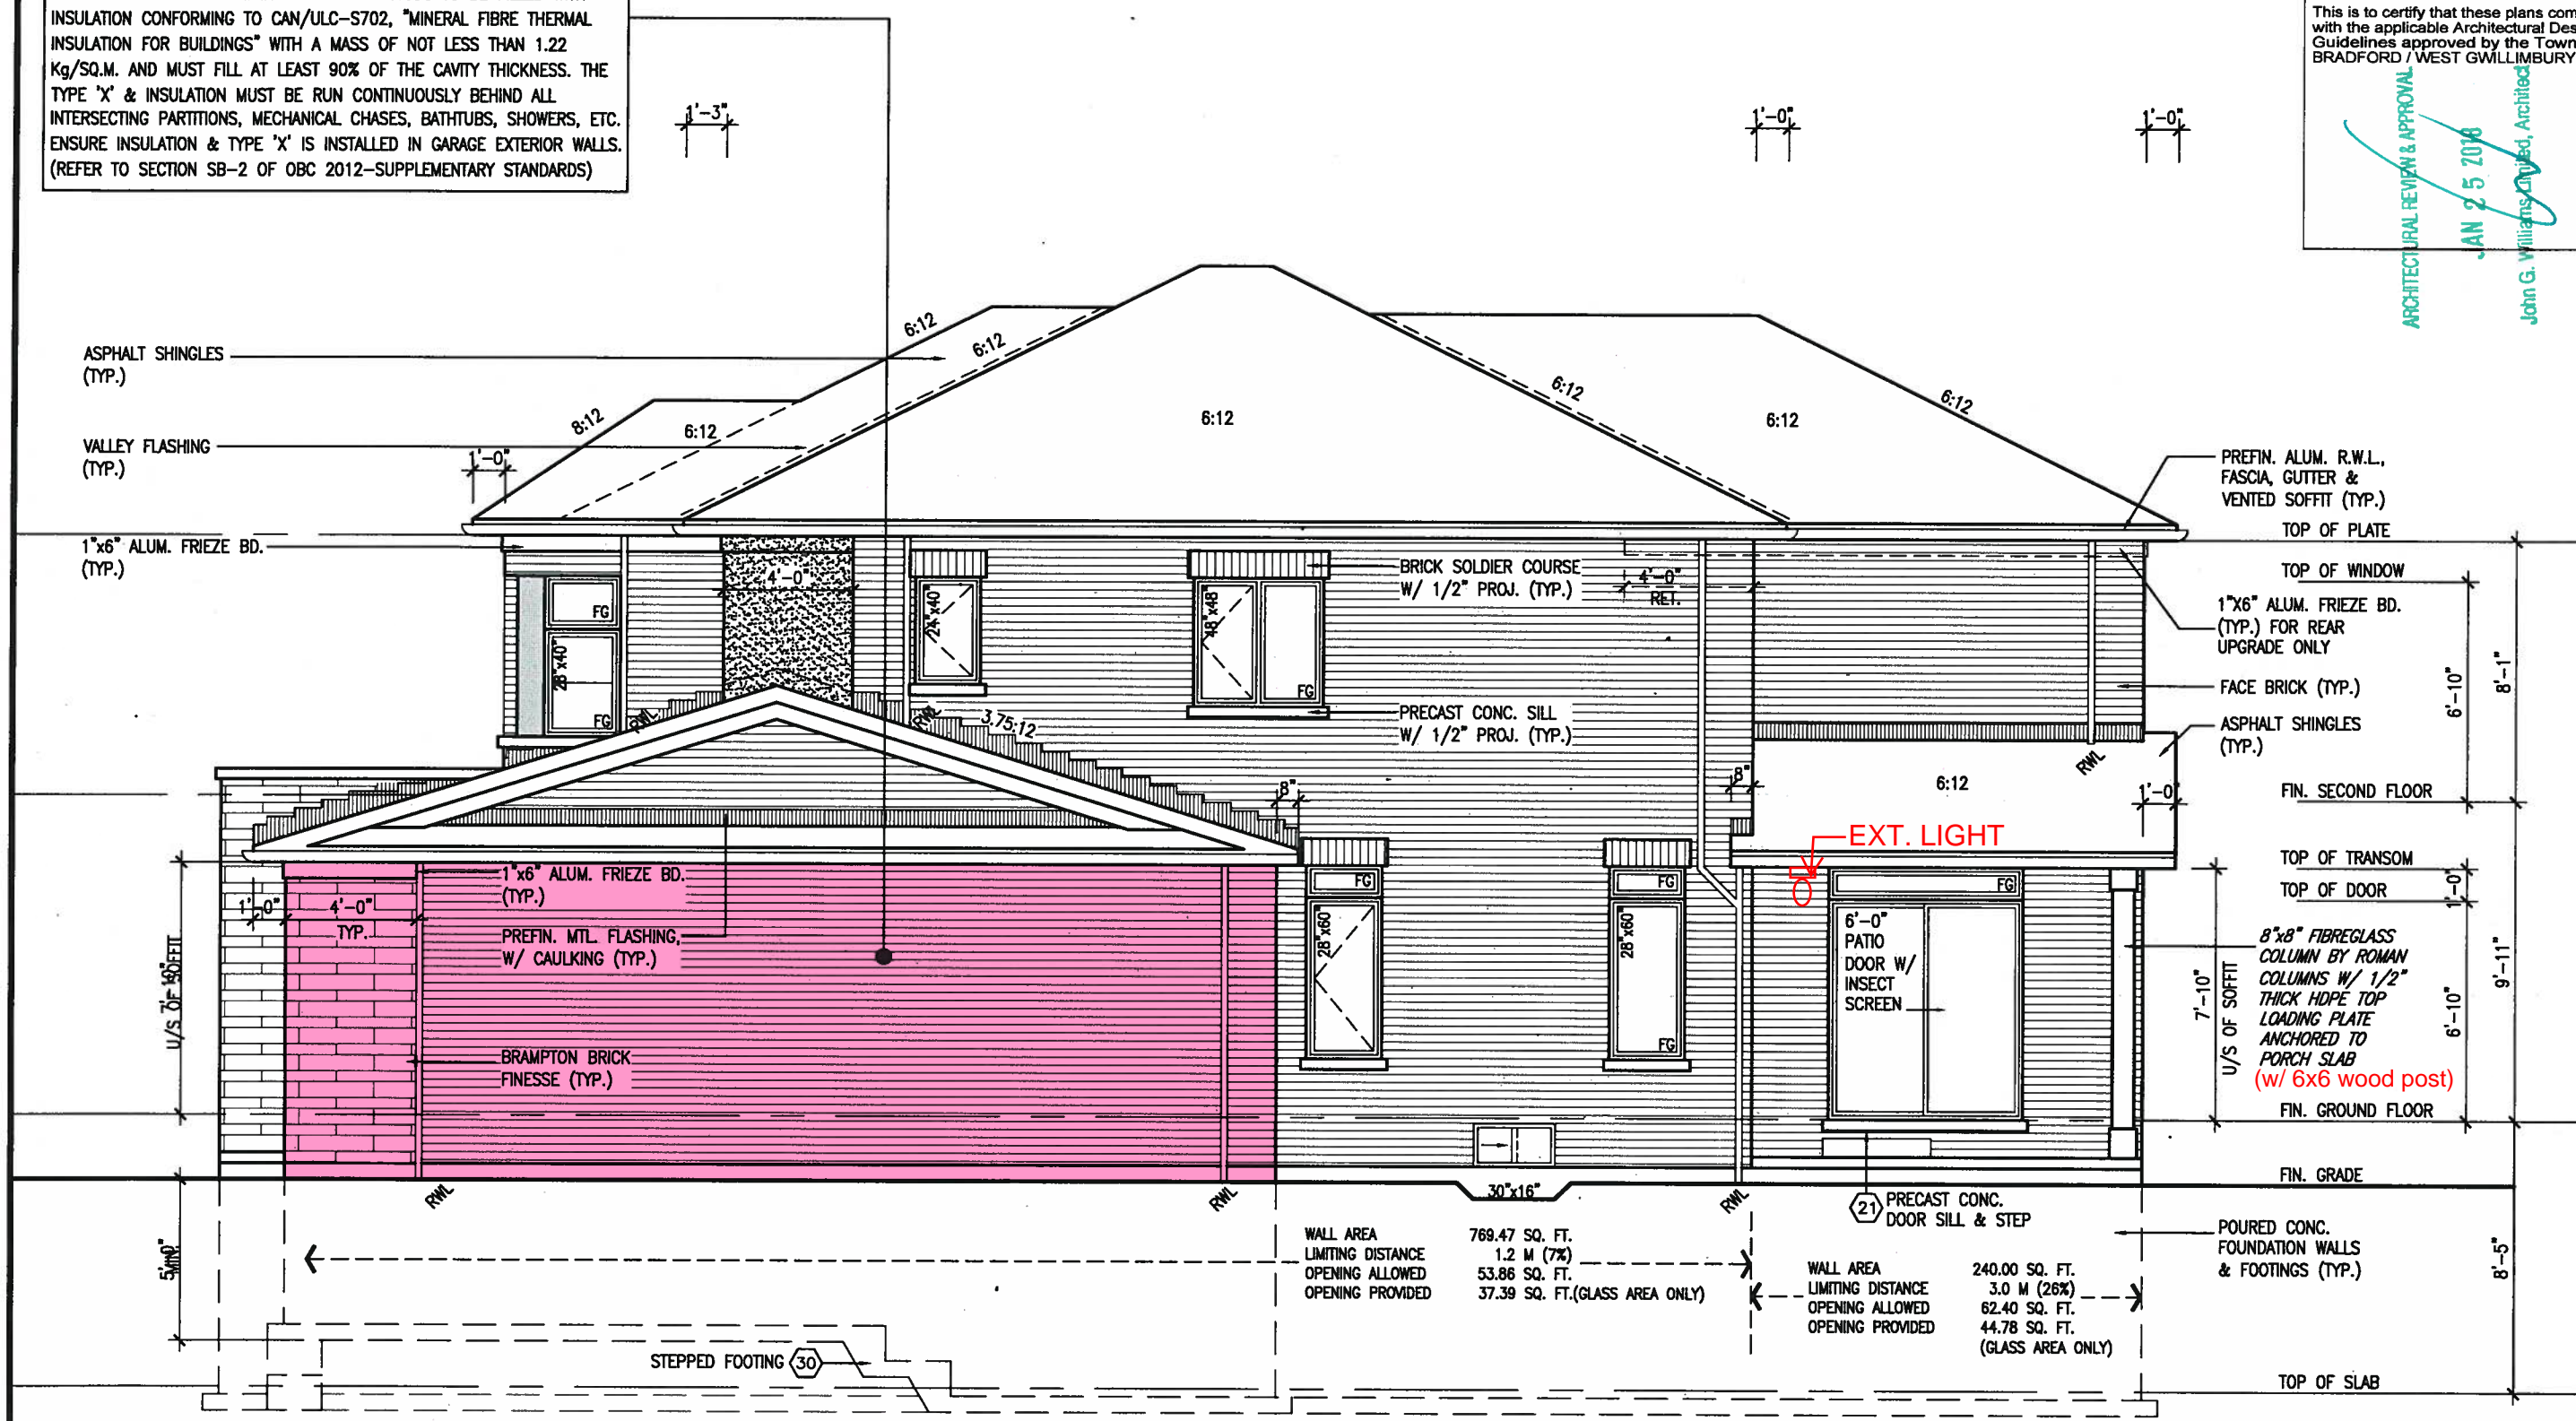 INSULATION CONFORMING TO CAN/ULC-S702, "MINERAL FIBRE THERMAL
INSULATION FOR BUILDINGS" WITH A MASS OF NOT LESS THAN 1.22
Kg/SQ.M. AND MUST FILL AT LEAST 90% OF THE CAVITY THICKNESS. THE
TYPE 'X' & INSULATION MUST BE RUN CONTINUOUSLY BEHIND ALL
INTERSECTING PARTITIONS, MECHANICAL CHASES, BATHTUBS, SHOWERS, ETC.
ENSURE INSULATION & TYPE 'X' IS INSTALLED IN GARAGE EXTERIOR WALLS.
(REFER TO SECTION SB-2 OF OBC 2012-SUPPLEMENTARY STANDARDS)
This is to certify that these plans com
with the applicable Architectural Des
Guidelines approved by the Town
BRADFORD / WEST GWILLIMBURY
ARCHITECTURAL REVIEW & APPROVAL
JAN 25 2018
John G. Williams Limited, Architect
1'-3"
1'-0"
1'-0"
ASPHALT SHINGLES
(TYP.)
VALLEY FLASHING
(TYP.)
1"x6" ALUM. FRIEZE BD.
(TYP.)
1'-0"
8:12
6:12
6:12
6:12
6:12
6:12
6:12
6:12
PREFIN. ALUM. R.W.L.,
FASCIA, GUTTER &
VENTED SOFFIT (TYP.)
TOP OF PLATE
TOP OF WINDOW
1"X6" ALUM. FRIEZE BD.
(TYP.) FOR REAR
UPGRADE ONLY
FACE BRICK (TYP.)
ASPHALT SHINGLES
(TYP.)
6'-10"
8'-1"
FIN. SECOND FLOOR
FG
28"x40"
FG
4'-0"
24"x40"
48"x48"
FG
BRICK SOLDIER COURSE
W/ 1/2" PROJ. (TYP.)
4'-0"
RET.
PRECAST CONC. SILL
W/ 1/2" PROJ. (TYP.)
RWL
RWL
3.75:12
8"
8"
6:12
RWL
1'-0"
EXT. LIGHT
TOP OF TRANSOM
TOP OF DOOR
1'-0"
8"x8" FIBREGLASS
COLUMN BY ROMAN
COLUMNS W/ 1/2"
THICK HDPE TOP
LOADING PLATE
ANCHORED TO
PORCH SLAB
(w/ 6x6 wood post)
FIN. GROUND FLOOR
7'-10"
U/S OF SOFFIT
6'-10"
9'-11"
1"x6" ALUM. FRIEZE BD.
(TYP.)
1'-0"
4'-0"
TYP.
PREFIN. MTL. FLASHING,
W/ CAULKING (TYP.)
BRAMPTON BRICK
FINESSE (TYP.)
U/S OF SOFFIT
FG
28"x60"
FG
28"x60"
FG
FG
6'-0"
PATIO
DOOR W/
INSECT
SCREEN
FIN. GRADE
RWL
RWL
30"x16"
RWL
21
PRECAST CONC.
DOOR SILL & STEP
POURED CONC.
FOUNDATION WALLS
& FOOTINGS (TYP.)
8'-5"
5'-0"
MIN.
WALL AREA 769.47 SQ. FT.
LIMITING DISTANCE 1.2 M (7%)
OPENING ALLOWED 53.86 SQ. FT.
OPENING PROVIDED 37.39 SQ. FT.(GLASS AREA ONLY)
WALL AREA 240.00 SQ. FT.
LIMITING DISTANCE 3.0 M (26%)
OPENING ALLOWED 62.40 SQ. FT.
OPENING PROVIDED 44.78 SQ. FT.
(GLASS AREA ONLY)
STEPPED FOOTING 30
TOP OF SLAB